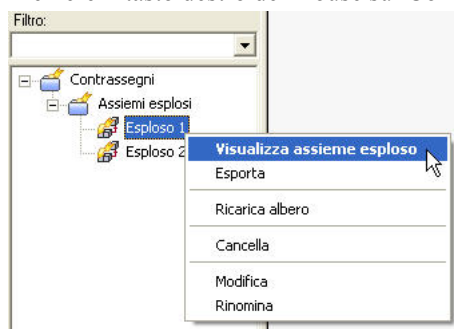 Filtro:
Contrassegni
Assiemi esplosi
Esploso 1
Esploso 2
Visualizza assieme esploso
Esporta
Ricarica albero
Cancella
Modifica
Rinomina